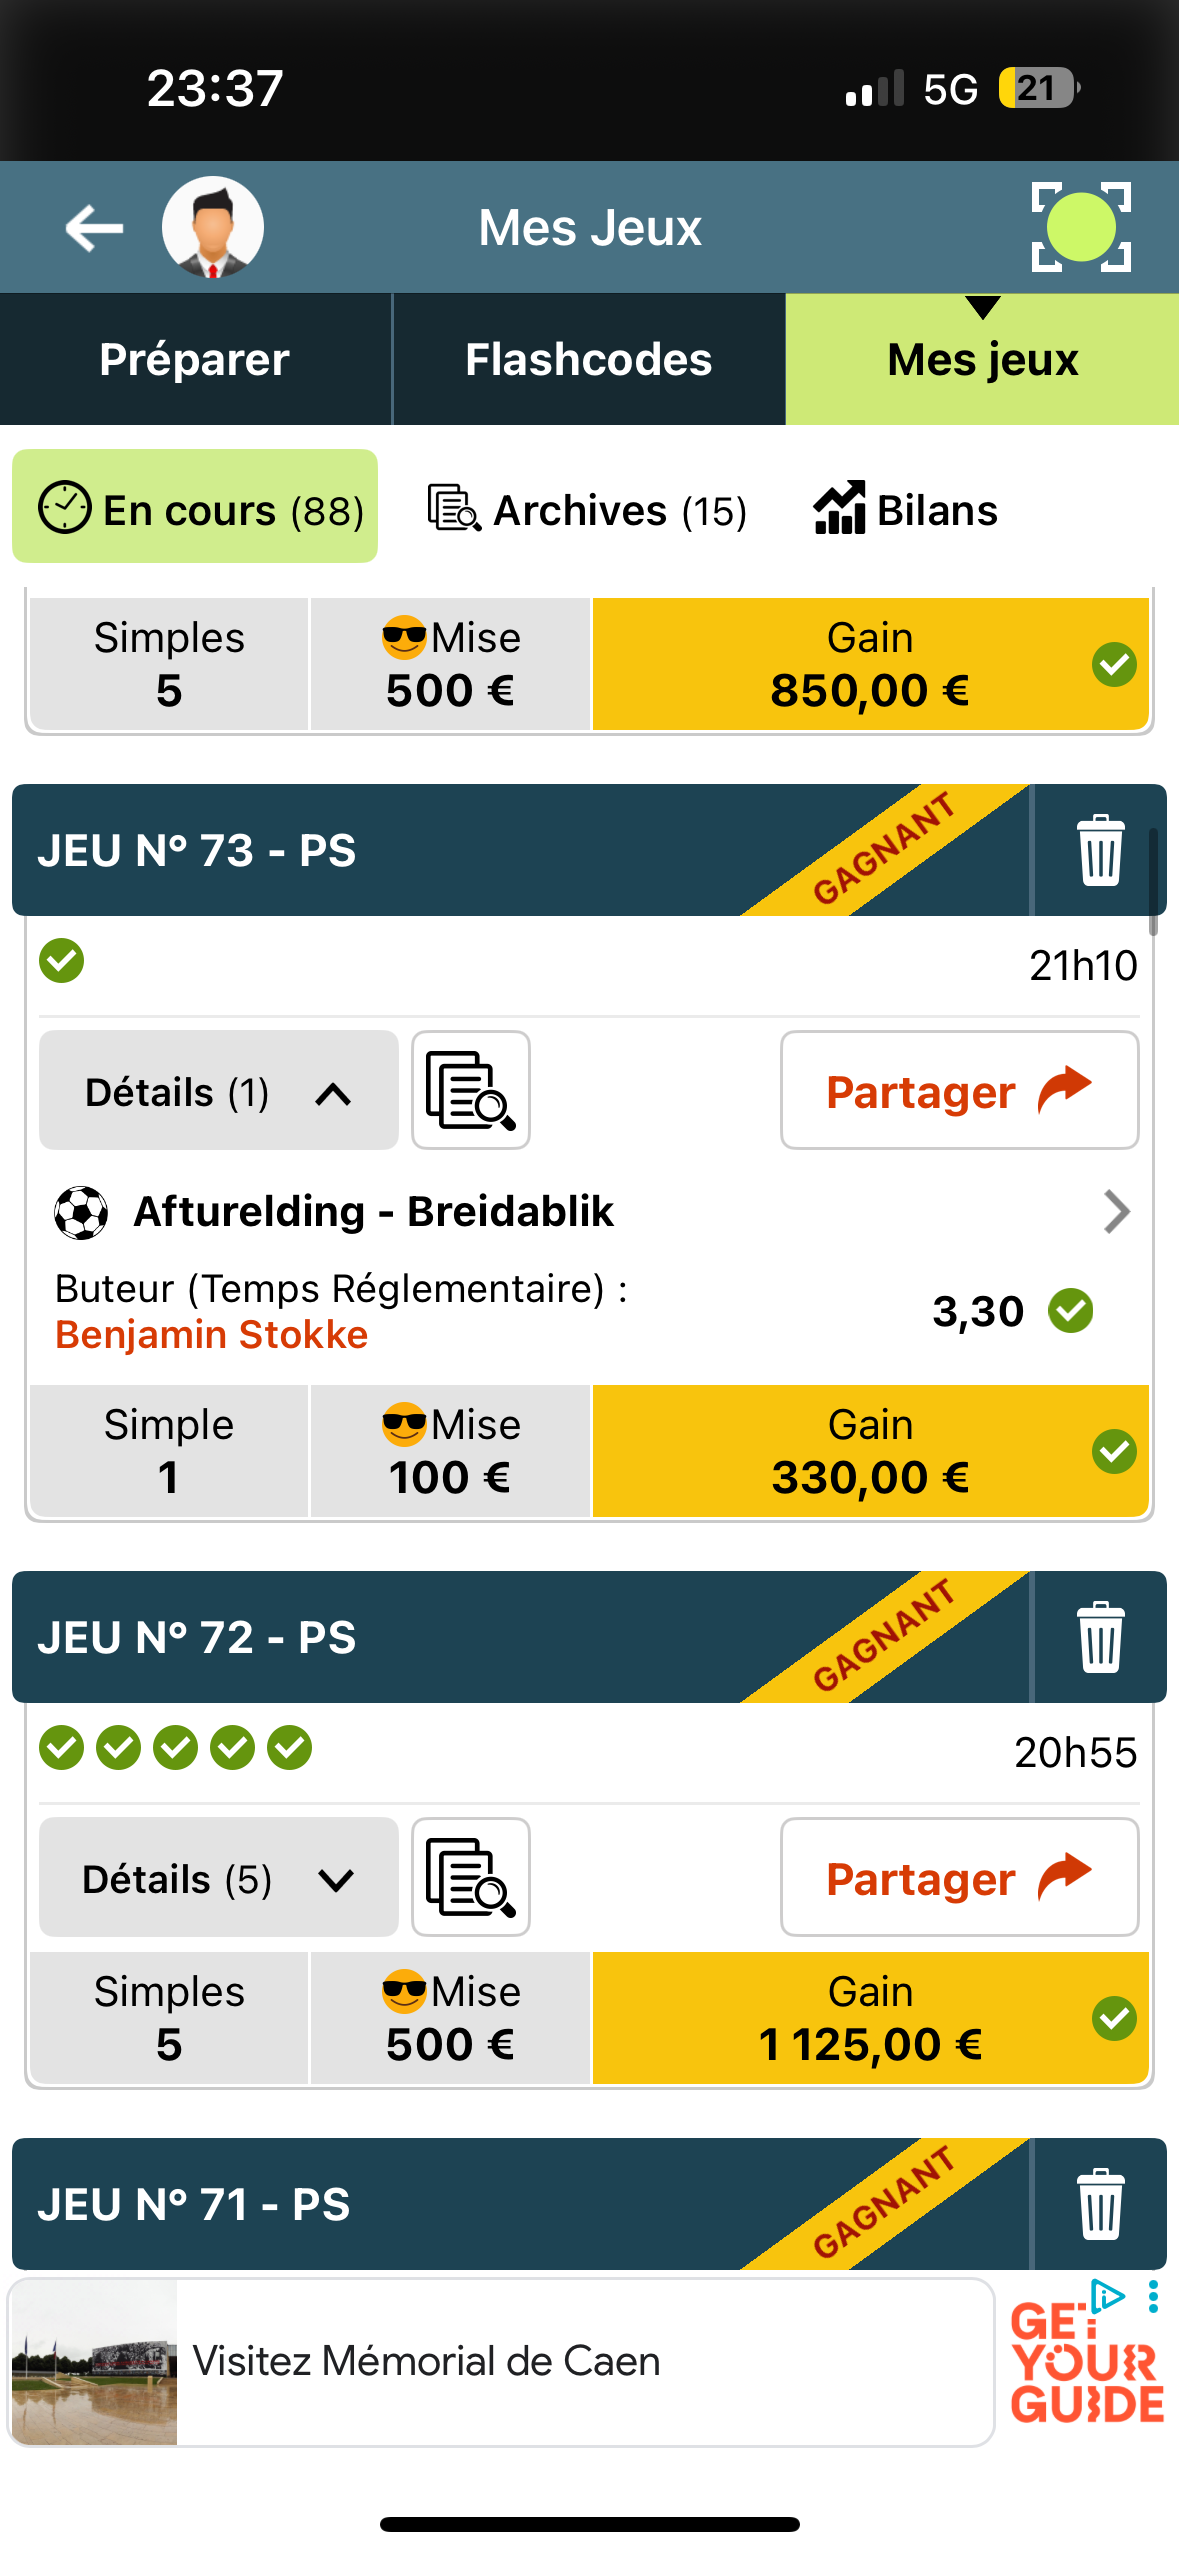 23:37
5G 21
Mes Jeux
Préparer
Flashcodes
Mes jeux
En cours (88)
Archives (15)
Bilans
Simples
5
Mise
500 €
Gain
850,00 €
JEU N° 73 - PS
GAGNANT
21h10
Détails (1)
Partager
Afturelding - Breidablik
Buteur (Temps Réglementaire) :
Benjamin Stokke
3,30
Simple
1
Mise
100 €
Gain
330,00 €
JEU N° 72 - PS
GAGNANT
20h55
Détails (5)
Partager
Simples
5
Mise
500 €
Gain
1 125,00 €
JEU N° 71 - PS
GAGNANT
Visitez Mémorial de Caen
GET
YOUR
GUIDE